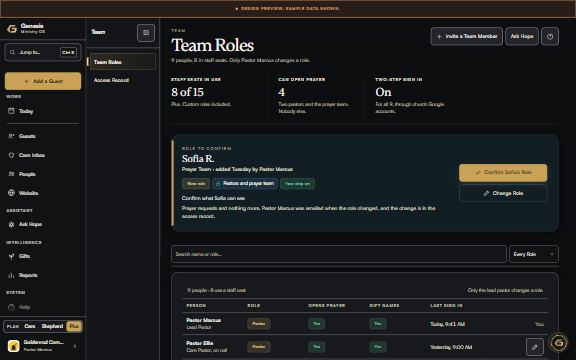 DESIGN PREVIEW. SAMPLE DATA SHOWN.
Genesis
Ministry OS
Jump to...
Ctrl K
+ Add a Guest
WORK
Today
Guests
Care Inbox
People
Website
ASSISTANT
Ask Hope
INTELLIGENCE
Gifts
Reports
SYSTEM
Help
PLAN Care Shepherd Plus
Goldenrod Com...
Pastor Marcus
Team
Team Roles
Access Record
TEAM
Team Roles
9 people, 8 in staff seats. Only Pastor Marcus changes a role.
+ Invite a Team Member
Ask Hope
STAFF SEATS IN USE
8 of 15
Plus. Custom roles included.
CAN OPEN PRAYER
4
Two pastors and the prayer team. Nobody else.
TWO-STEP SIGN IN
On
For all 9, through church Google accounts.
ROLE TO CONFIRM
Sofia R.
Prayer Team · added Tuesday by Pastor Marcus
New role
Pastors and prayer team
Two-step on
Confirm what Sofia can see
Prayer requests and nothing more. Pastor Marcus was emailed when the role changed, and the change is in the
access record.
Confirm Sofia's Role
Change Role
Search name or role...
Every Role
9 people · 8 use a staff seat
Only the lead pastor changes a role
PERSON ROLE OPENS PRAYER GIFT NAMES LAST SIGN IN
Pastor Marcus
Lead Pastor
Pastor
Yes
Yes
Today, 9:41 AM
You
Pastor Ellie
Care Pastor, on call
Pastor
Yes
Yes
Yesterday, 9:00 AM